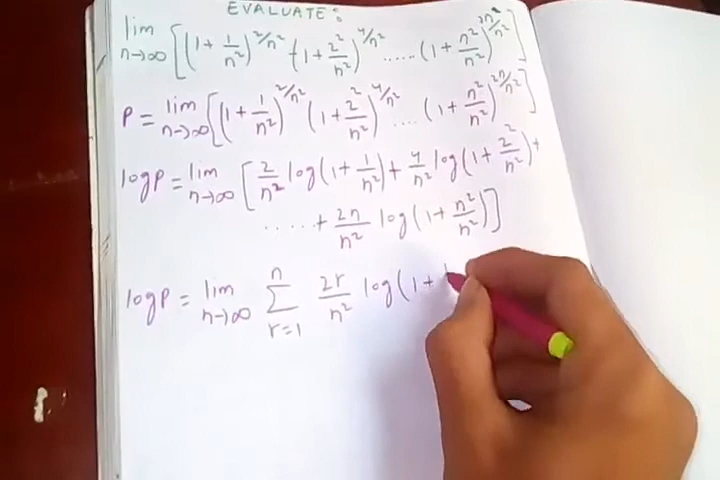 EVALUATE:
lim n→∞ [(1 + 1/n²)^2/n² (1 + 2²/n²)^4/n² ..... (1 + n²/n²)^2n/n²]
P = lim n→∞ [(1 + 1/n²)^2/n² (1 + 2²/n²)^4/n² .... (1 + n²/n²)^2n/n²]
log P = lim n→∞ [2/n² log(1 + 1/n²) + 4/n² log(1 + 2²/n²) +
..... + 2n/n² log(1 + n²/n²)]
log P = lim n→∞ Σ r=1 n 2r/n² log(1 +